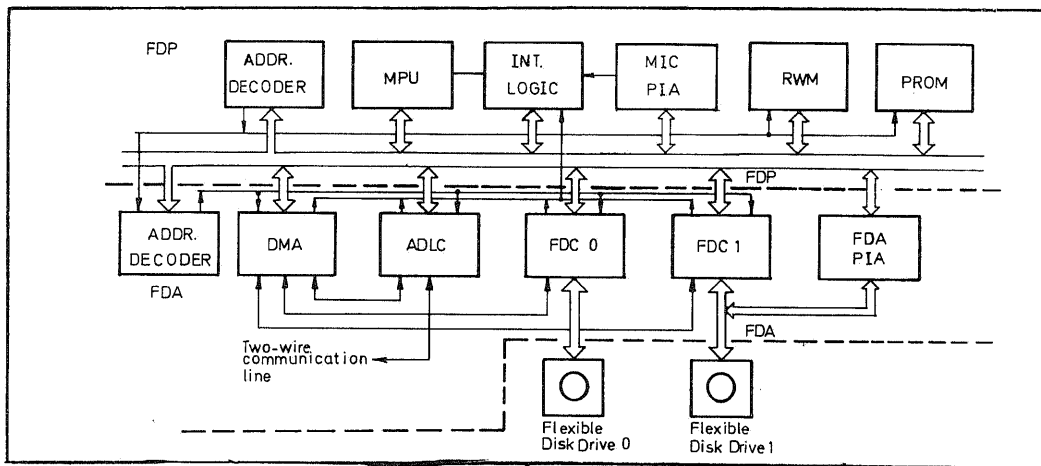 FDP
ADDR.
DECODER
MPU
INT.
LOGIC
MIC
PIA
RWM
PROM
FDP
ADDR.
DECODER
DMA
ADLC
FDC 0
FDC 1
FDA
PIA
FDA
FDA
Two-wire
communication
line
Flexible
Disk Drive 0
Flexible
Disk Drive 1